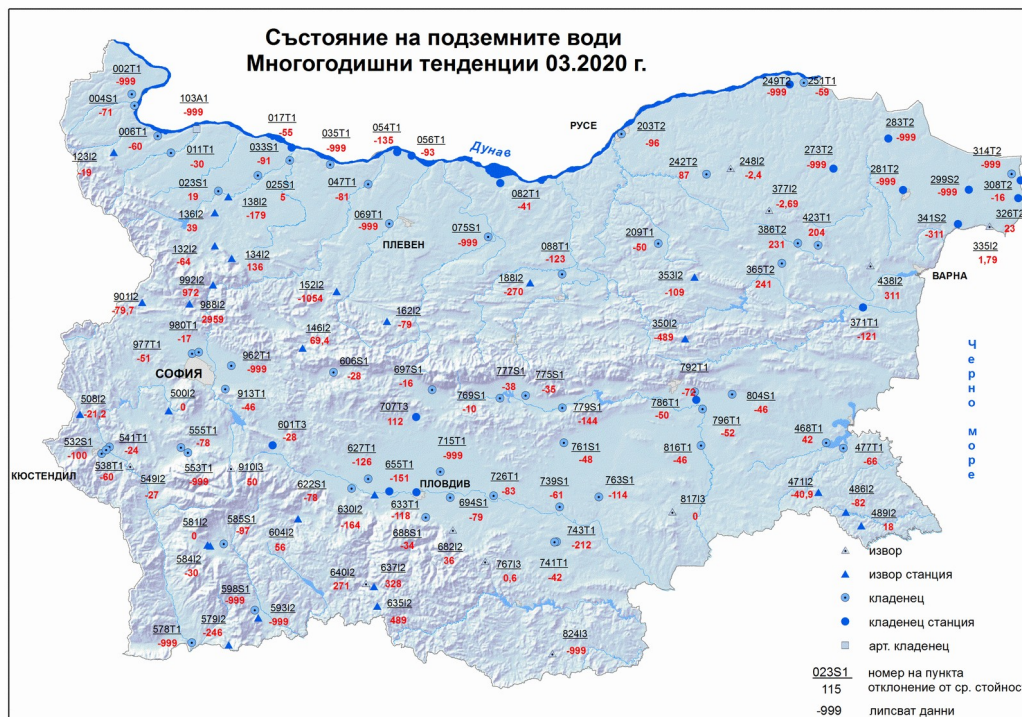 Състояние на подземните води
Многогодишни тенденции 03.2020 г.
002T1
-999
004S1
-71
103A1
-999
006T1
-60
011T1
-30
123I2
-19
017T1
-55
033S1
-91
035T1
-999
054T1
-135
056T1
-93
Дунав
РУСЕ
203T2
-96
249T2
-999
251T1
-59
283T2
-999
314T2
-999
273T2
-999
281T2
-999
299S2
-999
308T2
-16
326T2
23
242T2
87
248I2
-2,4
377I2
-2,69
023S1
19
025S1
5
138I2
-179
136I2
39
047T1
-81
082T1
-41
069T1
-999
ПЛЕВЕН
075S1
-999
088T1
-123
209T1
-50
386T2
231
423T1
204
341S2
-311
335I2
1,79
ВАРНА
132I2
-64
134I2
136
992I2
972
988I2
2959
901I2
-79,7
152I2
-1054
188I2
-270
353I2
-109
365T2
241
438I2
311
162I2
-79
146I2
69,4
350I2
-489
371T1
-121
980T1
-17
977T1
-51
СОФИЯ
962T1
-999
913T1
-46
606S1
-28
697S1
-16
777S1
-38
775S1
-35
769S1
-10
779S1
-144
792T1
-72
786T1
-50
804S1
-46
796T1
-52
Черно море
508I2
-21,2
500I2
0
707T3
112
532S1
-100
541T1
-24
538T1
-60
КЮСТЕНДИЛ
555T1
-78
553T1
-999
549I2
-27
601T3
-28
910I3
50
627T1
-126
655T1
-151
715T1
-999
761S1
-48
816T1
-46
468T1
42
477T1
-66
622S1
-78
630I2
-164
633T1
-118
ПЛОВДИВ
694S1
-79
726T1
-83
739S1
-61
763S1
-114
817I3
0
471I2
-40,9
486I2
-82
489I2
18
581I2
0
585S1
-97
604I2
56
584I2
-30
688S1
-34
682I2
36
743T1
-212
741T1
-42
767I3
0,6
640I2
271
637I2
328
635I2
489
598S1
-999
593I2
-999
579I2
-246
578T1
-999
824I3
-999
извор
извор станция
кладенец
кладенец станция
арт. кладенец
023S1 номер на пункта
115 отклонение от ср. стойнос
-999 липсват данни